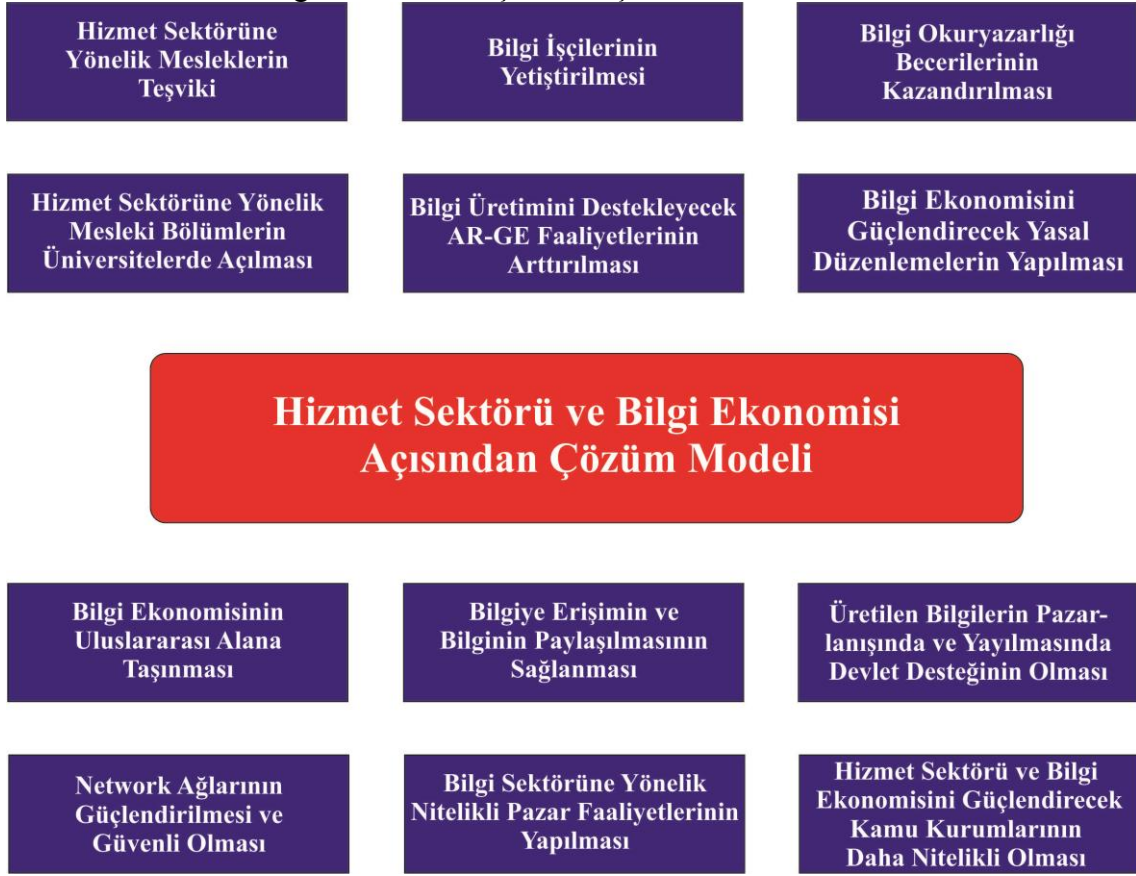 Hizmet Sektörüne
Yönelik Mesleklerin
Teşviki
Bilgi İşçilerinin
Yetiştirilmesi
Bilgi Okuryazarlığı
Becerilerinin
Kazandırılması
Hizmet Sektörüne Yönelik
Mesleki Bölümlerin
Üniversitelerde Açılması
Bilgi Üretimini Destekleyecek
AR-GE Faaliyetlerinin
Arttırılması
Bilgi Ekonomisini
Güçlendirecek Yasal
Düzenlemelerin Yapılması
Hizmet Sektörü ve Bilgi Ekonomisi
Açısından Çözüm Modeli
Bilgi Ekonomisinin
Uluslararası Alana
Taşınması
Bilgiye Erişimin ve
Bilginin Paylaşılmasının
Sağlanması
Üretilen Bilgilerin Pazar-
lanışında ve Yayılmasında
Devlet Desteğinin Olması
Network Ağlarının
Güçlendirilmesi ve
Güvenli Olması
Bilgi Sektörüne Yönelik
Nitelikli Pazar Faaliyetlerinin
Yapılması
Hizmet Sektörü ve Bilgi
Ekonomisini Güçlendirecek
Kamu Kurumlarının
Daha Nitelikli Olması